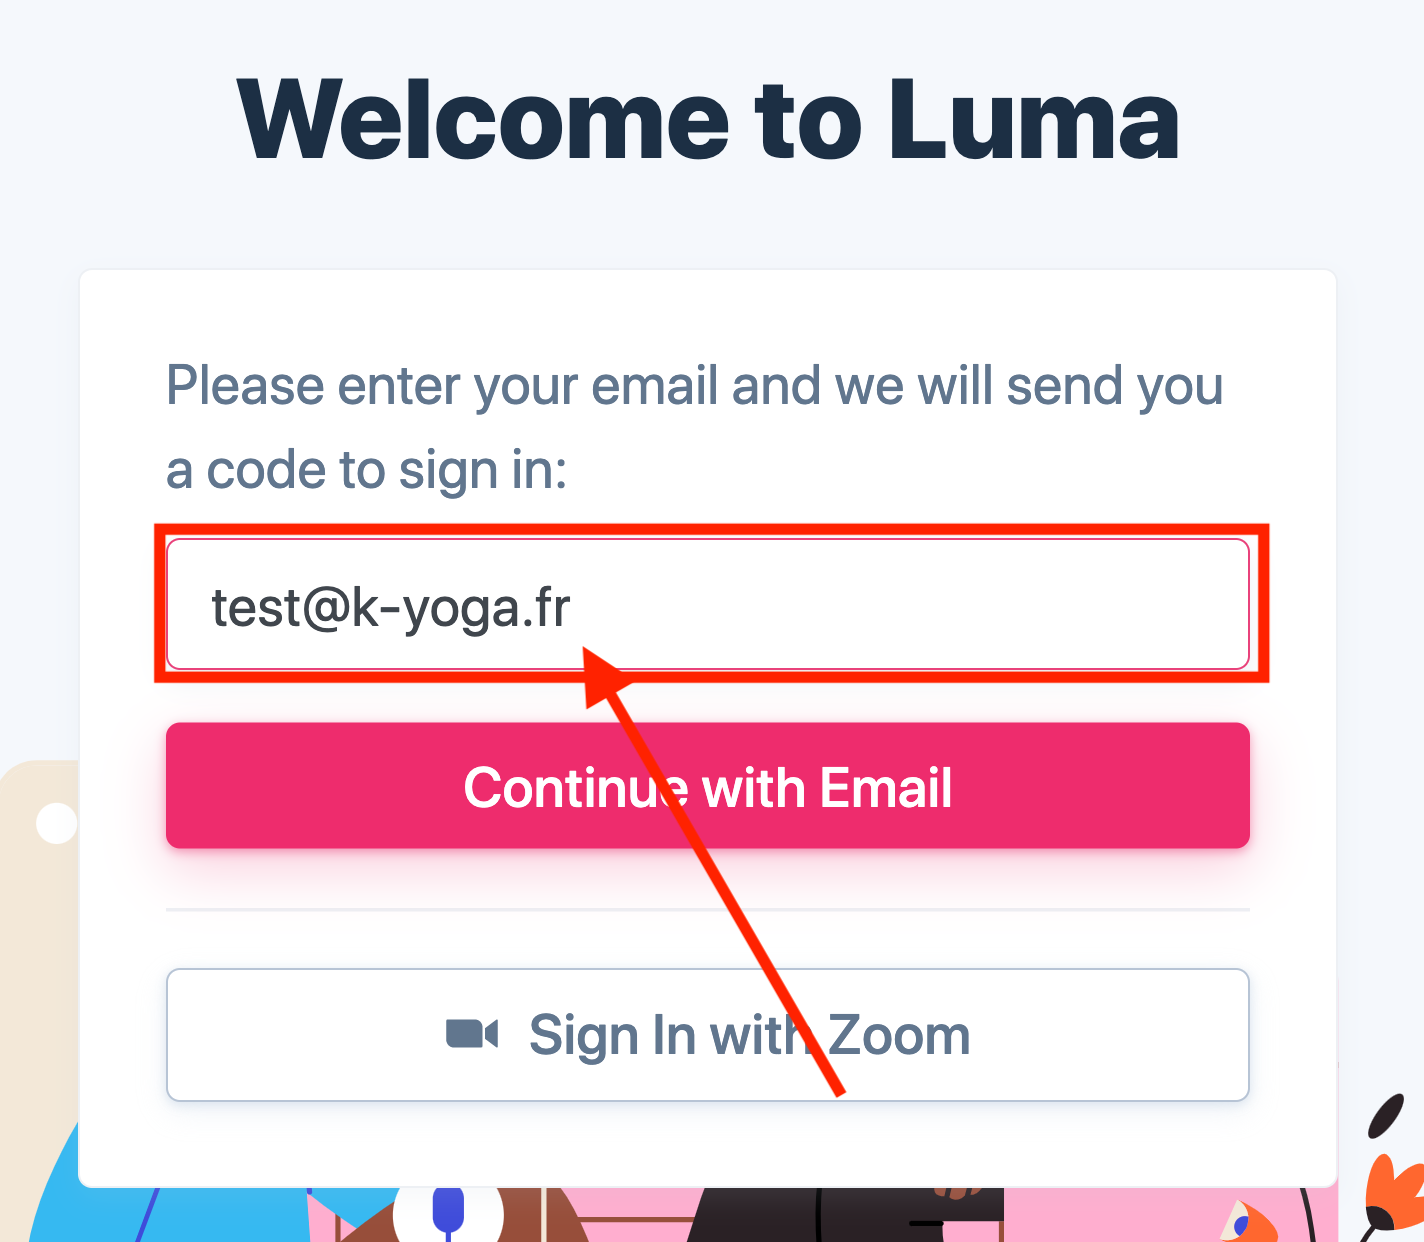 Welcome to Luma
Please enter your email and we will send you
a code to sign in:
test@k-yoga.fr
Continue with Email
Sign In with Zoom